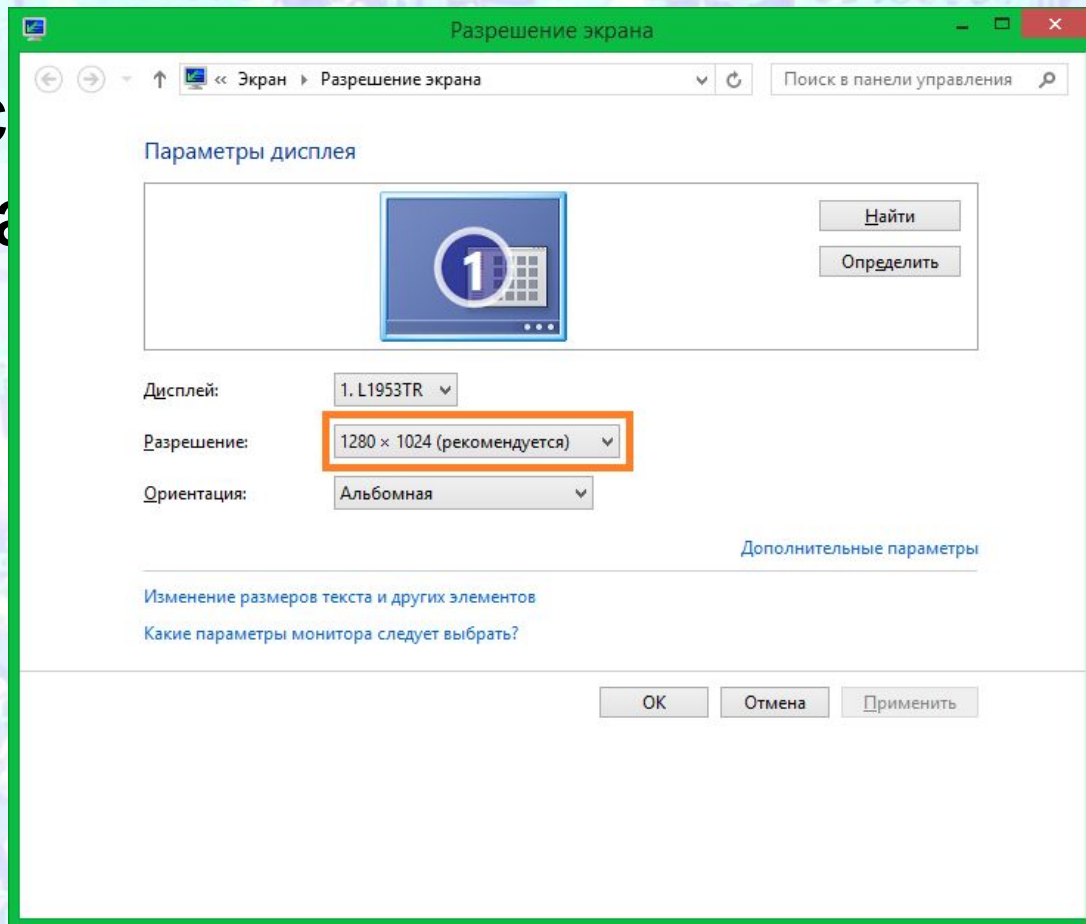 Разрешение экрана
« Экран Разрешение экрана Поиск в панели управления
Параметры дисплея
1
Найти
Определить
Дисплей: 1. L1953TR
Разрешение: 1280 × 1024 (рекомендуется)
Ориентация: Альбомная
Дополнительные параметры
Изменение размеров текста и других элементов
Какие параметры монитора следует выбрать?
OK Отмена Применить